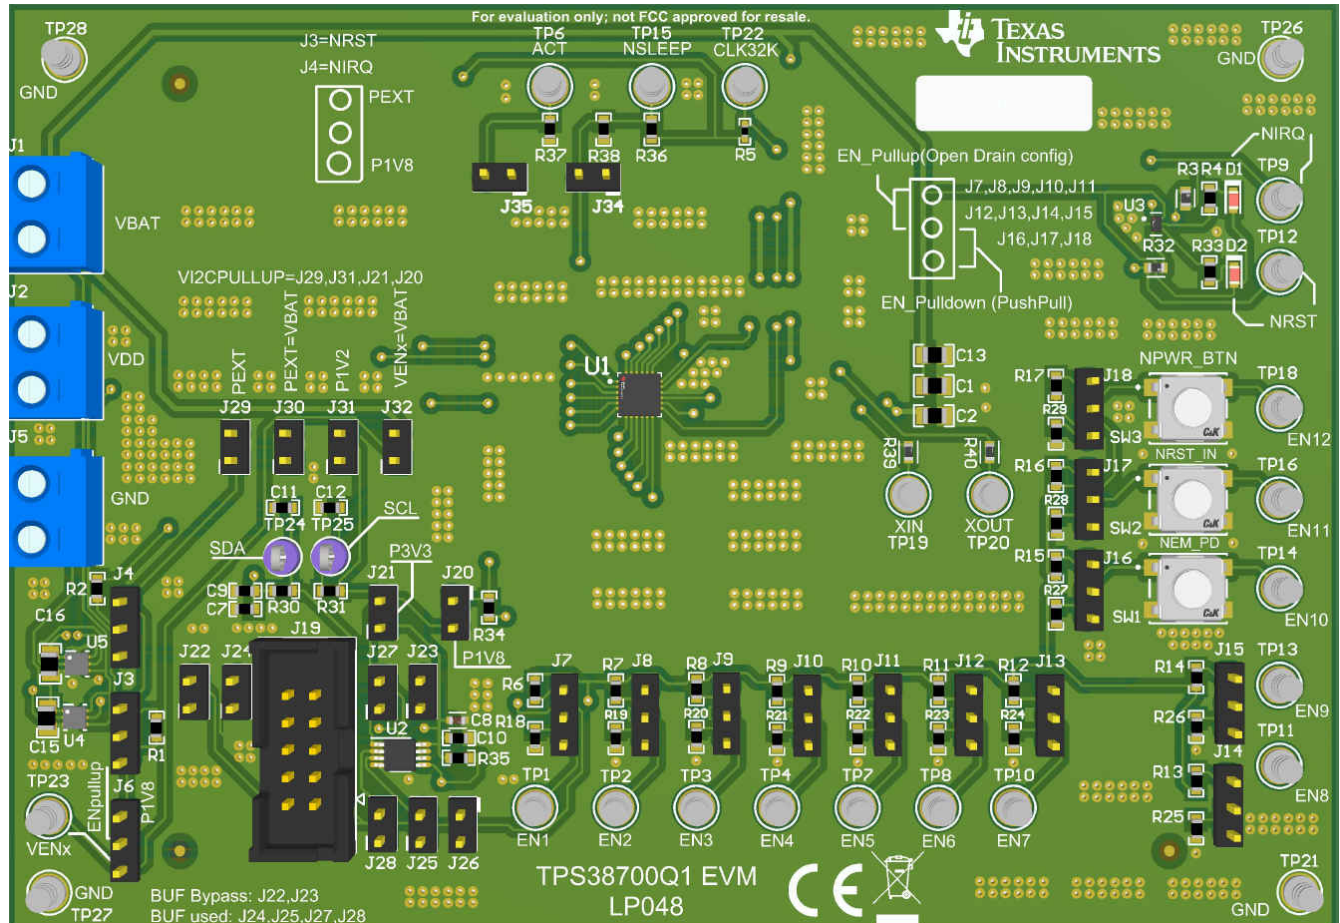 For evaluation only; not FCC approved for resale.
TP28
GND
J3=NRST
J4=NIRQ
PEXT
P1V8
TP6
ACT
TP15
NSLEEP
TP22
CLK32K
TEXAS
INSTRUMENTS
TP26
GND
R37
R38
R36
R5
J35
J34
EN_Pullup(Open Drain config)
J7,J8,J9,J10,J11
J12,J13,J14,J15
J16,J17,J18
EN_Pulldown (PushPull)
NIRQ
R3
R4
D1
TP9
U3
R32
R33
D2
TP12
NRST
J1
VBAT
J2
VDD
J5
GND
VI2CPULLUP=J29,J31,J21,J20
PEXT
PEXT=VBAT
P1V2
VENx=VBAT
J29
J30
J31
J32
U1
C13
C1
C2
R39
R40
XIN
TP19
XOUT
TP20
NPWR_BTN
R17
J18
R29
SW3
C&K
TP18
EN12
NRST_IN
R16
J17
R28
SW2
C&K
TP16
EN11
NEM_PD
R15
J16
R27
SW1
C&K
TP14
EN10
C11
C12
TP24
TP25
SDA
SCL
P3V3
C9
C7
R30
R31
J21
J20
R34
P1V8
R2
J4
C16
U5
J3
C15
U4
R1
J22
J24
J19
J27
J23
U2
C8
C10
R35
J28
J25
J26
TP23
VENx
ENpullup
J6
P1V8
GND
TP27
BUF Bypass: J22,J23
BUF used: J24,J25,J27,J28
R6
J7
R18
TP1
EN1
R7
J8
R19
TP2
EN2
R8
J9
R20
TP3
EN3
R9
J10
R21
TP4
EN4
R10
J11
R22
TP7
EN5
R11
J12
R23
TP8
EN6
R12
J13
R24
TP10
EN7
R14
J15
R26
TP13
EN9
J14
R13
R25
TP11
EN8
TPS38700Q1 EVM
LP048
CE
TP21
GND